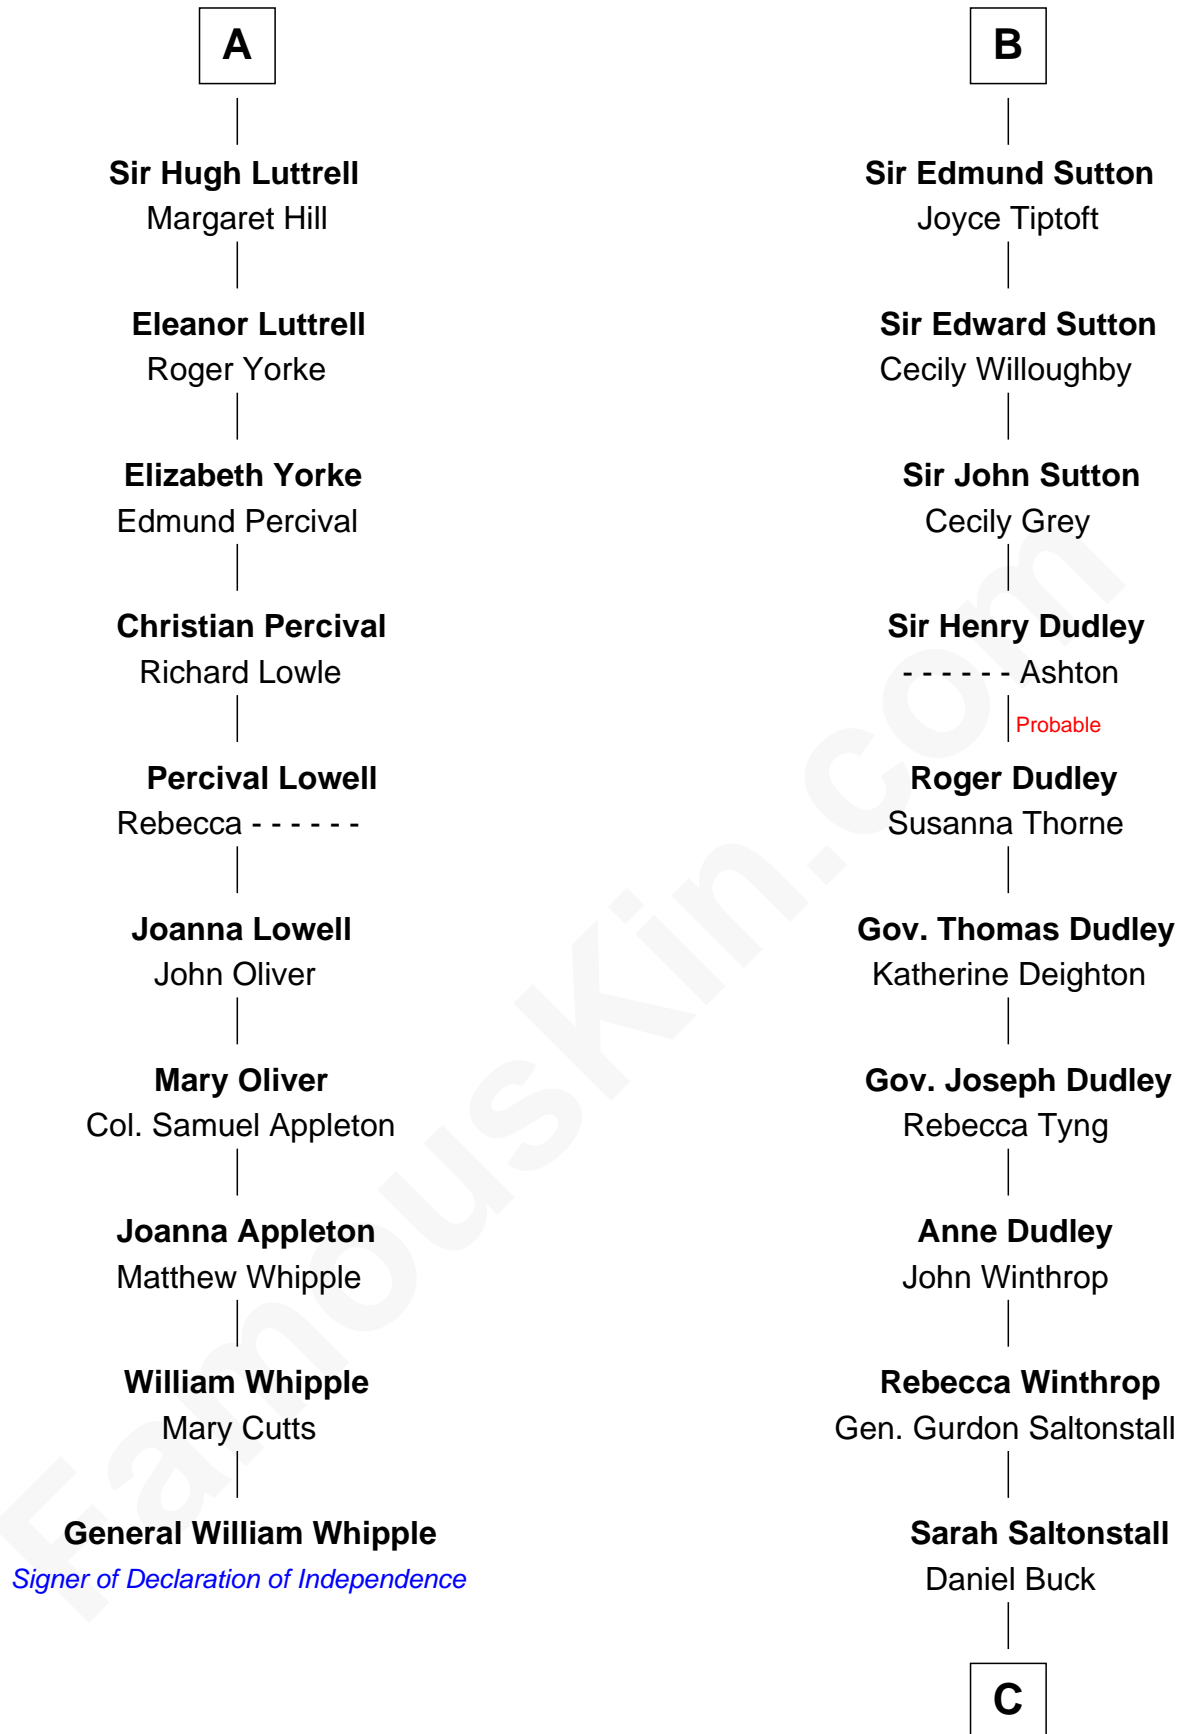 A
Sir Hugh Luttrell
Margaret Hill
Eleanor Luttrell
Roger Yorke
Elizabeth Yorke
Edmund Percival
Christian Percival
Richard Lowle
Percival Lowell
Rebecca - - - - - -
Joanna Lowell
John Oliver
Mary Oliver
Col. Samuel Appleton
Joanna Appleton
Matthew Whipple
William Whipple
Mary Cutts
General William Whipple
Signer of Declaration of Independence
B
Sir Edmund Sutton
Joyce Tiptoft
Sir Edward Sutton
Cecily Willoughby
Sir John Sutton
Cecily Grey
Sir Henry Dudley
- - - - - - Ashton
Probable
Roger Dudley
Susanna Thorne
Gov. Thomas Dudley
Katherine Deighton
Gov. Joseph Dudley
Rebecca Tyng
Anne Dudley
John Winthrop
Rebecca Winthrop
Gen. Gurdon Saltonstall
Sarah Saltonstall
Daniel Buck
C
FamousKin.com